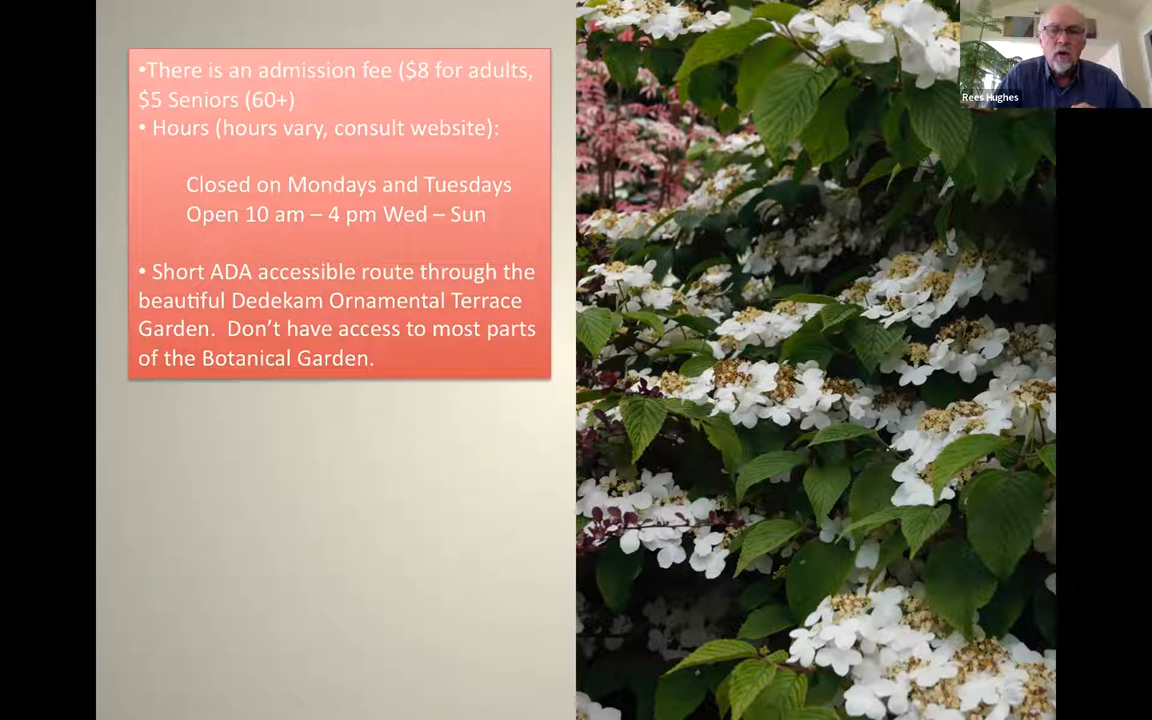 •There is an admission fee ($8 for adults,
$5 Seniors (60+)
• Hours (hours vary, consult website):
Closed on Mondays and Tuesdays
Open 10 am – 4 pm Wed – Sun
• Short ADA accessible route through the
beautiful Dedekam Ornamental Terrace
Garden.  Don’t have access to most parts
of the Botanical Garden.
Rees Hughes